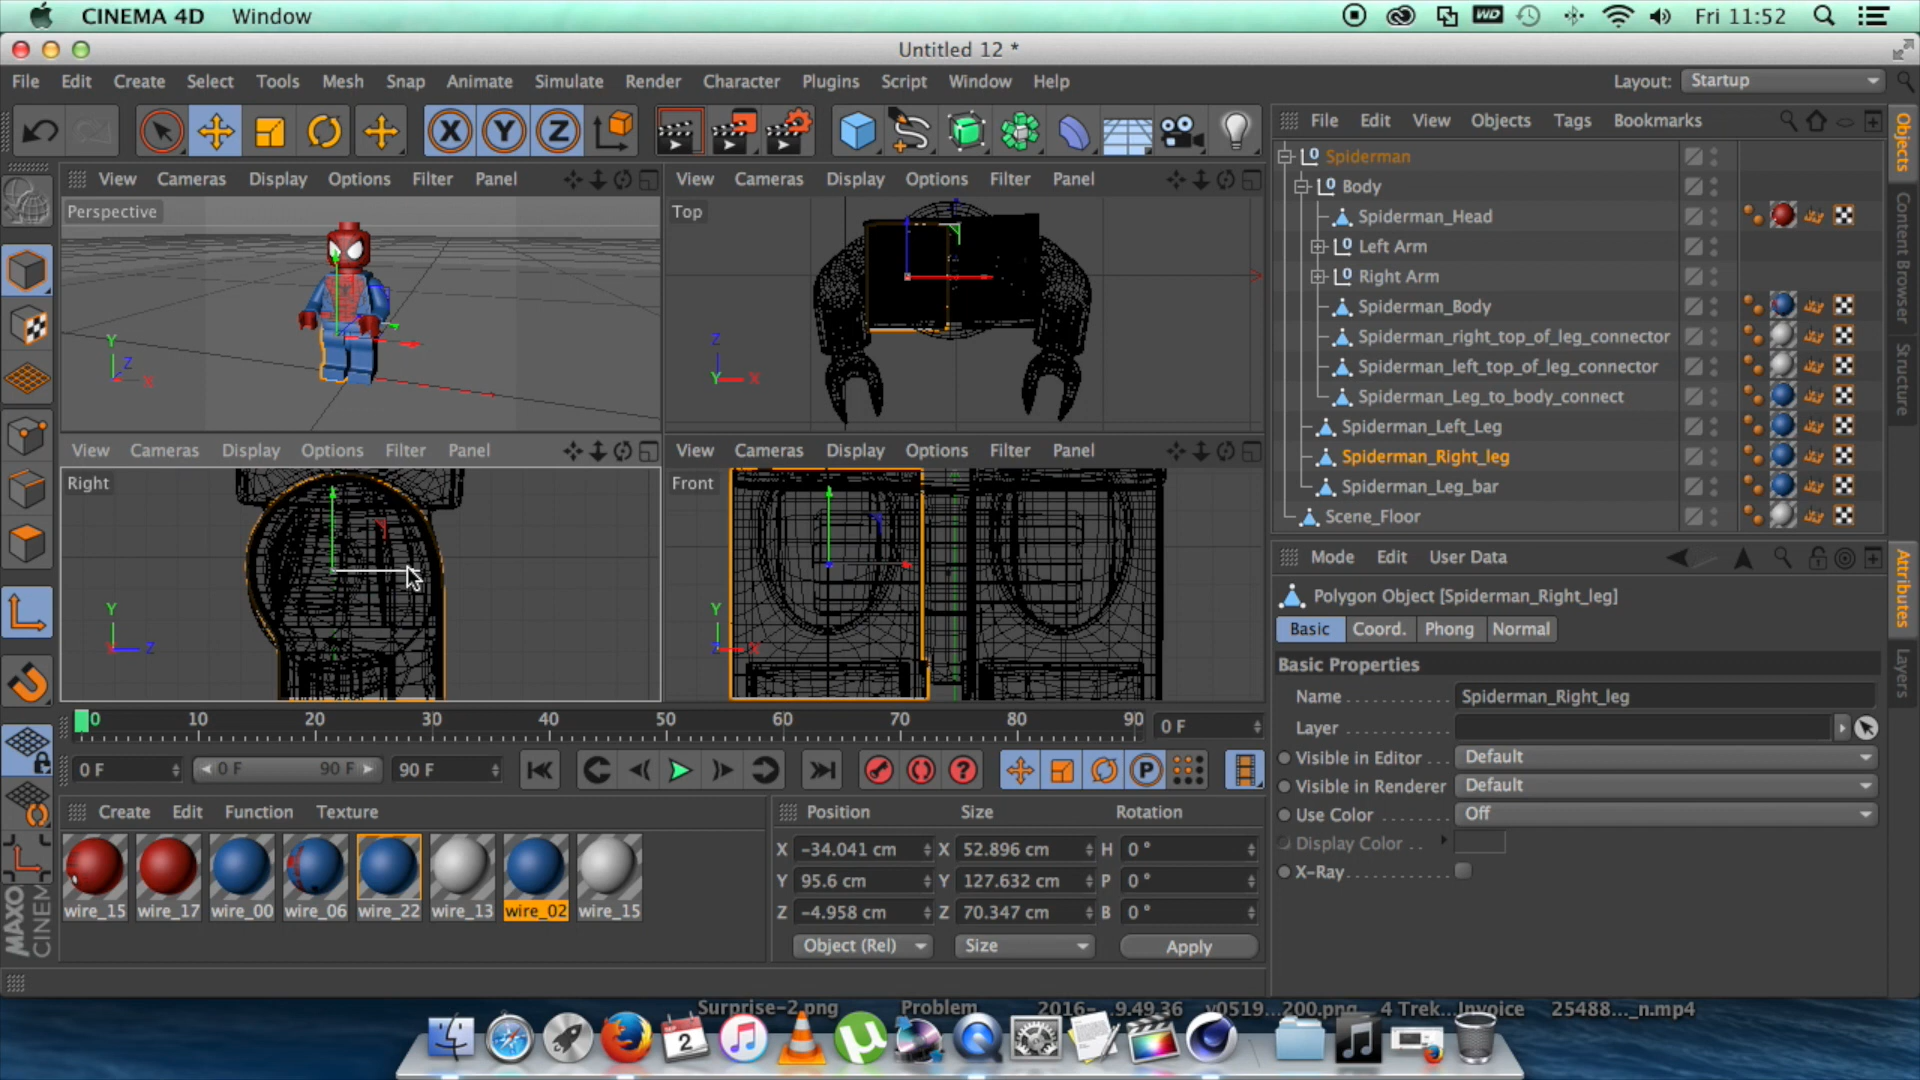 CINEMA 4D Window WD Fri 11:52
Untitled 12 *
File Edit Create Select Tools Mesh Snap Animate Simulate Render Character Plugins Script Window Help Layout: Startup
X Y Z
File Edit View Objects Tags Bookmarks
Objects
Content Browser
Structure
Spiderman
Body
Spiderman_Head
Left Arm
Right Arm
Spiderman_Body
Spiderman_right_top_of_leg_connector
Spiderman_left_top_of_leg_connector
Spiderman_Leg_to_body_connect
Spiderman_Left_Leg
Spiderman_Right_leg
Spiderman_Leg_bar
Scene_Floor
View Cameras Display Options Filter Panel
Perspective
Y Z X
View Cameras Display Options Filter Panel
Top
Z Y X
View Cameras Display Options Filter Panel
Right
Y X Z
View Cameras Display Options Filter Panel
Front
Y Z X
Mode Edit User Data
Attributes
Layers
Polygon Object [Spiderman_Right_leg]
Basic Coord. Phong Normal
Basic Properties
Name Spiderman_Right_leg
Layer
Visible in Editor Default
Visible in Renderer Default
Use Color Off
Display Color
X-Ray
0 10 20 30 40 50 60 70 80 90 0 F
0 F 0 F 90 F 90 F
P
Create Edit Function Texture
wire_15 wire_17 wire_00 wire_06 wire_22 wire_13 wire_02 wire_15
Position Size Rotation
X -34.041 cm X 52.896 cm H 0 °
Y 95.6 cm Y 127.632 cm P 0 °
Z -4.958 cm Z 70.347 cm B 0 °
Object (Rel) Size Apply
MAXO
CINEM
Surprise-2.png Problem 2016-...9.49.36 v0519...200.png 4 Trek...Invoice 25488..._n.mp4
SEP
2